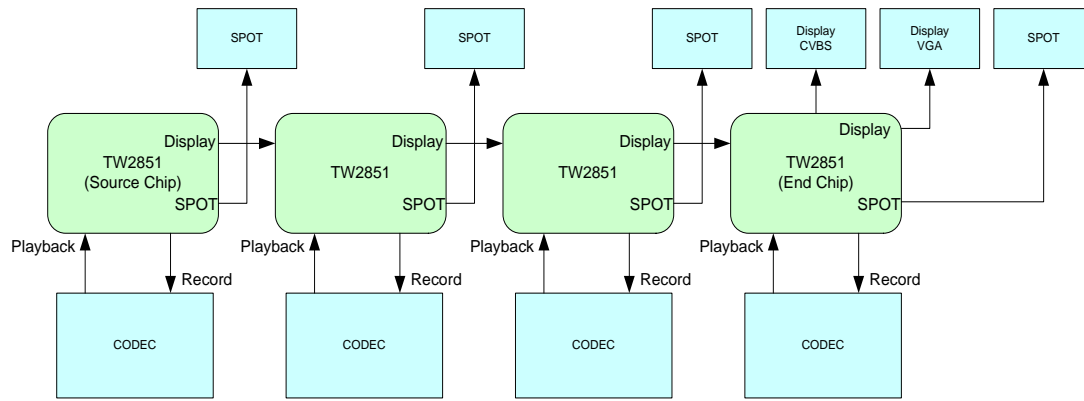 SPOT
SPOT
SPOT
Display
CVBS
Display
VGA
SPOT
Display
TW2851
(Source Chip)
SPOT
Display
TW2851
SPOT
Display
TW2851
SPOT
Display
TW2851
(End Chip)
SPOT
Playback
Record
Playback
Record
Playback
Record
Playback
Record
CODEC
CODEC
CODEC
CODEC